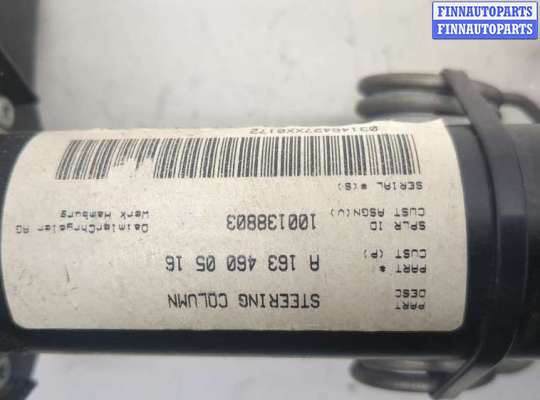 FINNAUTOPARTS
FINNAUTOPARTS
PART DESC
STEERING COLUMN
PART #
CUST (P)
A 163 460 05 16
SPLR ID
CUST ASGN(V)
100138803
DaimlerChrysler AG
Werk Hamburg
SERIAL #(S)